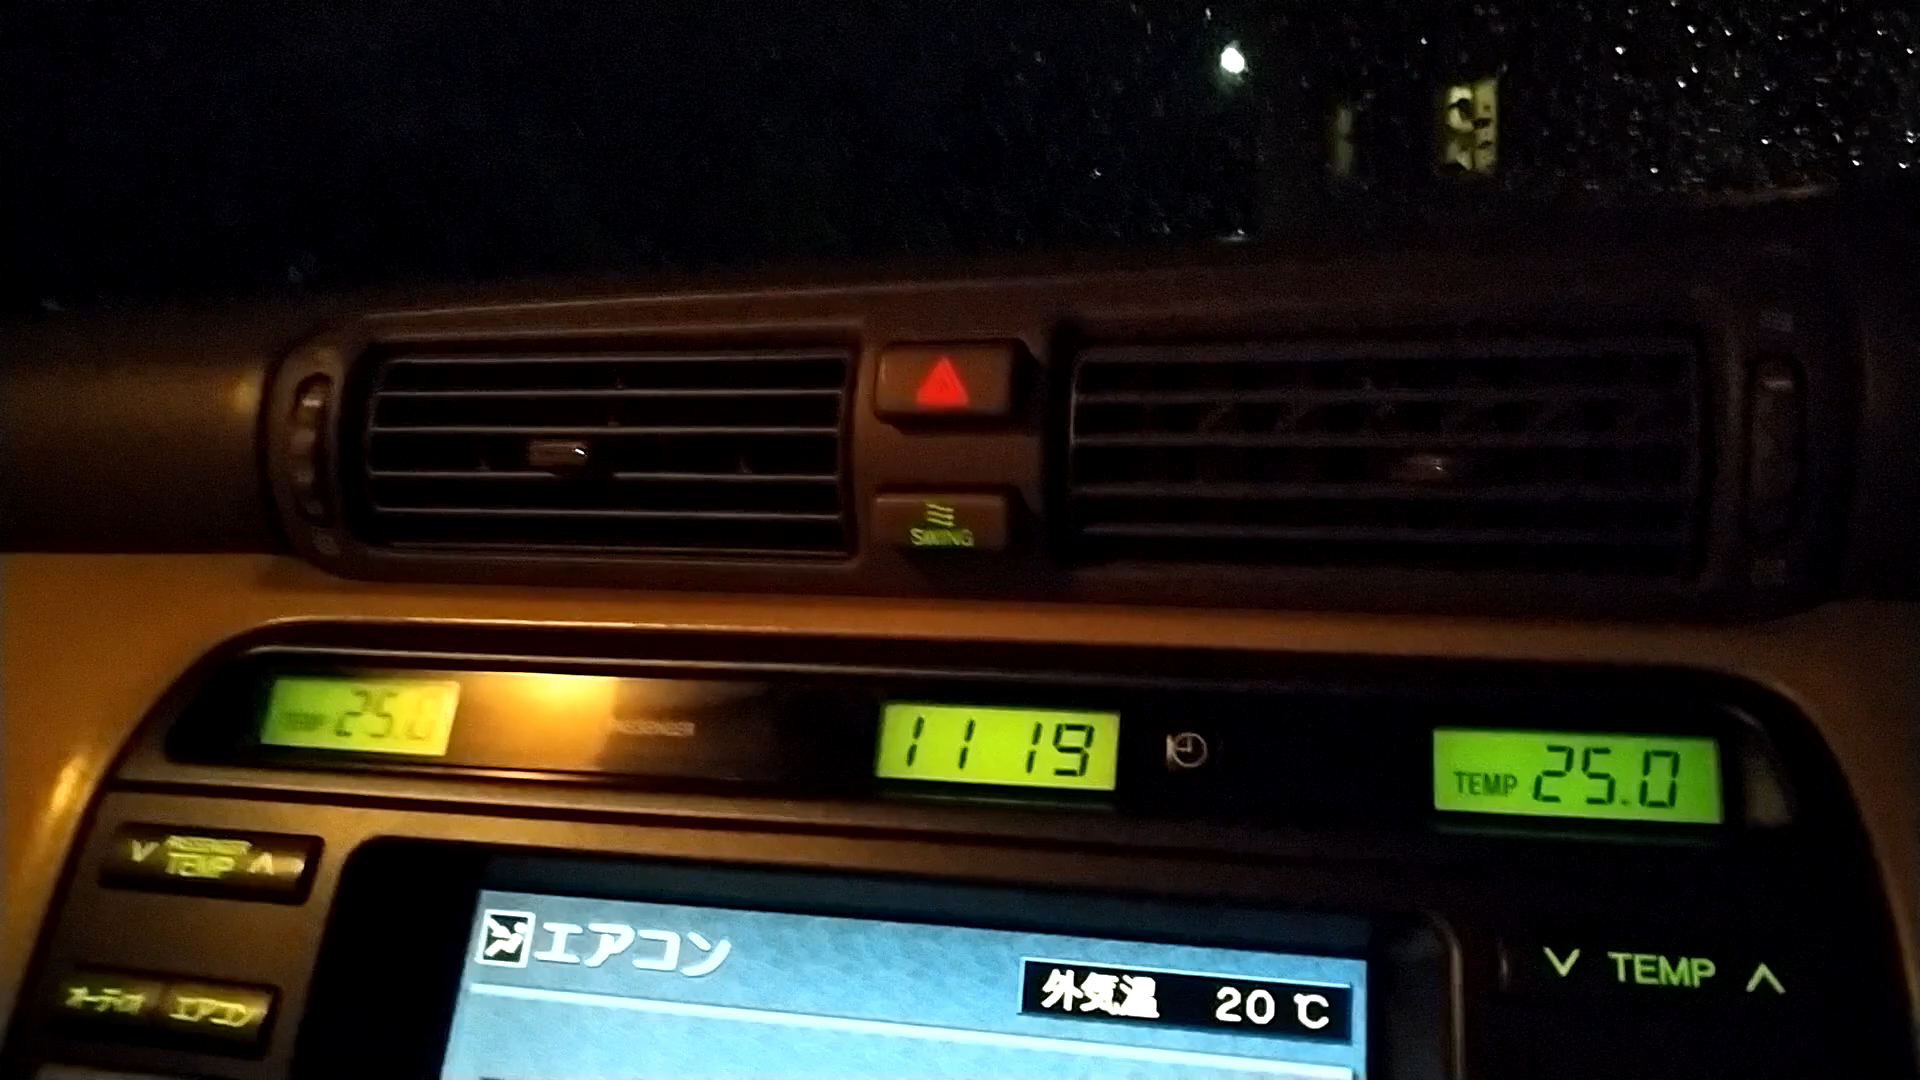 SWING
TEMP 25.0
11 19
TEMP 25.0
PASSENGER
TEMP
エアコン
外気温 20℃
TEMP
オーディオ エアコン